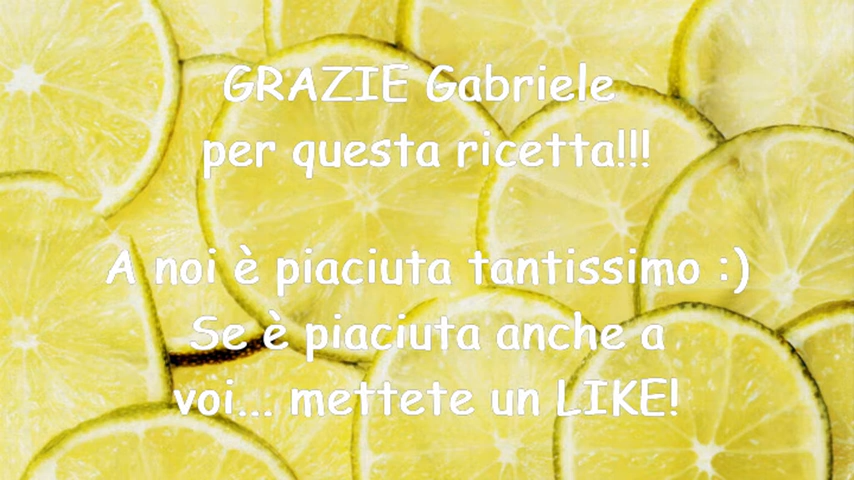 GRAZIE Gabriele
per questa ricetta!!!
A noi è piaciuta tantissimo :)
Se è piaciuta anche a
voi... mettete un LIKE!